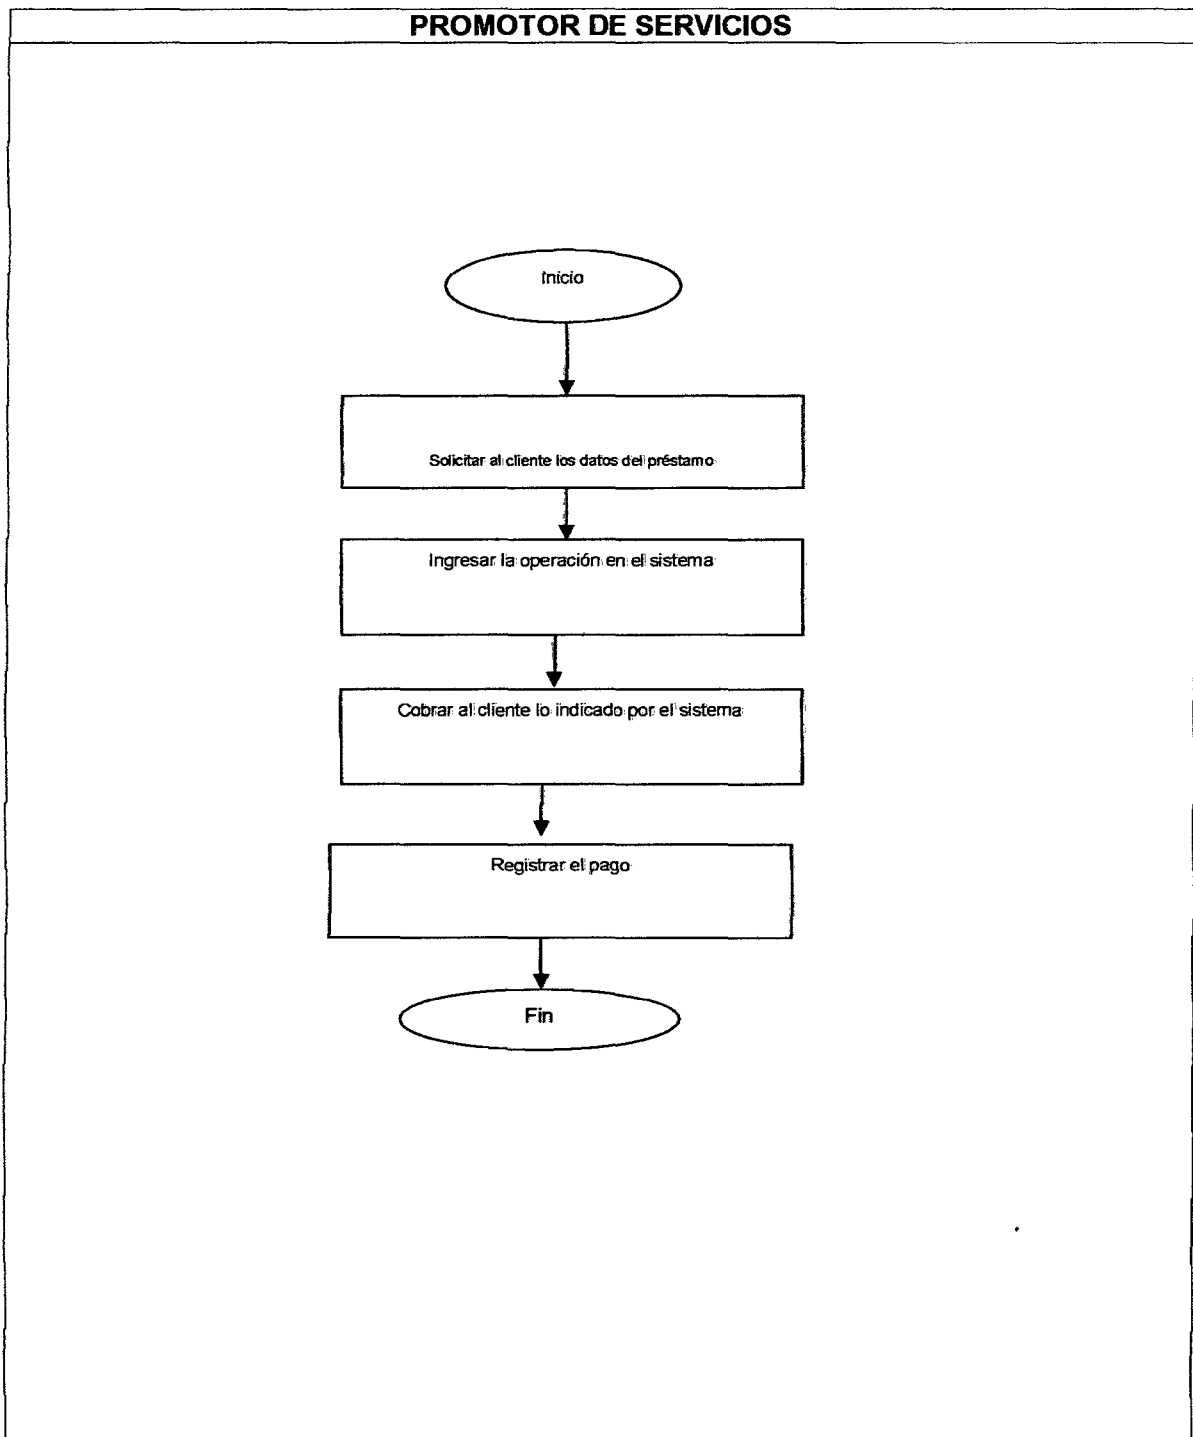 PROMOTOR DE SERVICIOS
Inicio
Solicitar al cliente los datos del préstamo
Ingresar la operación en el sistema
Cobrar al cliente lo indicado por el sistema
Registrar el pago
Fin